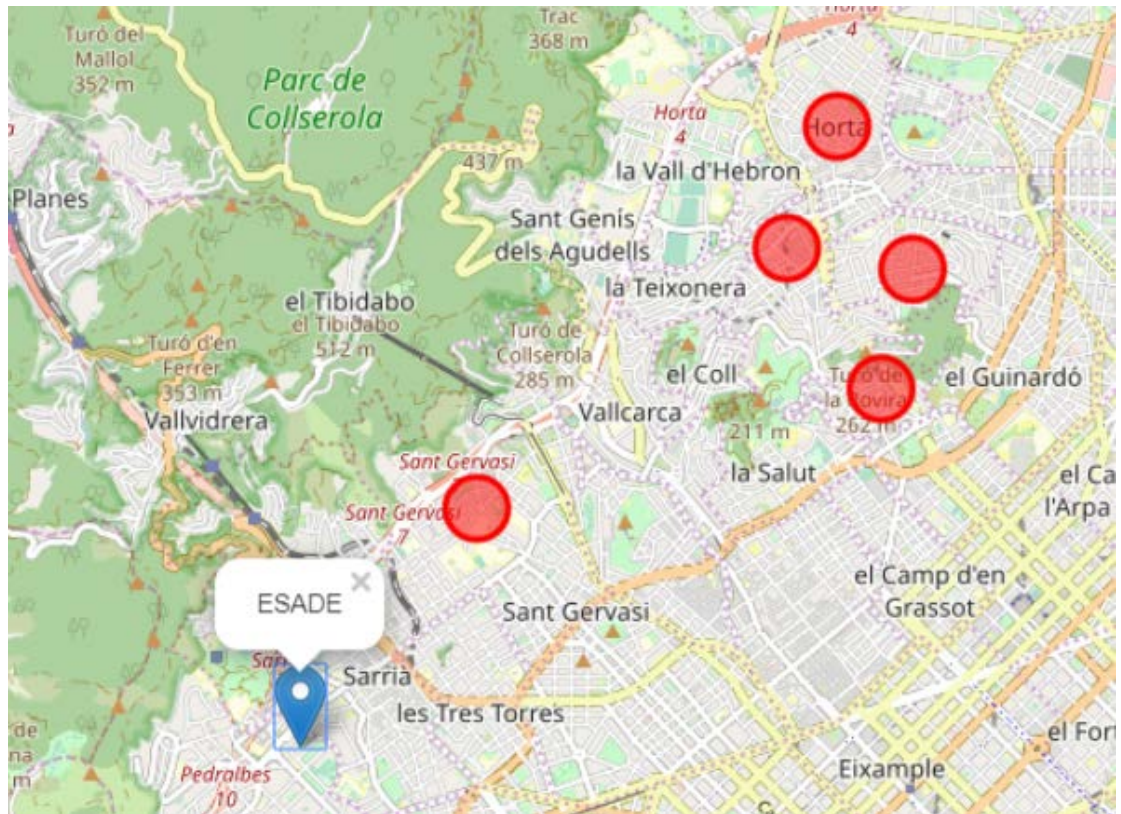 Turó del
Mallol
352 m
Trac
368 m
Horta
4
Parc de
Collserola
437 m
Horta
4
Horta
la Vall d'Hebron
Planes
Sant Genís
dels Agudells
la Teixonera
el Tibidabo
el Tibidabo
512 m
Turó d'en
Ferrer
353 m
Turó de
Collserola
285 m
el Coll
Turó de
la Rovira
262 m
el Guinardó
Vallvidrera
Vallcarca
211 m
Sant Gervasi
la Salut
el Ca
l'Arpa
Sant Gervasi
7
ESADE
×
el Camp d'en
Grassot
Sant Gervasi
Sarrià
les Tres Torres
de
na
m
el Fort
Pedralbes
10
Eixample